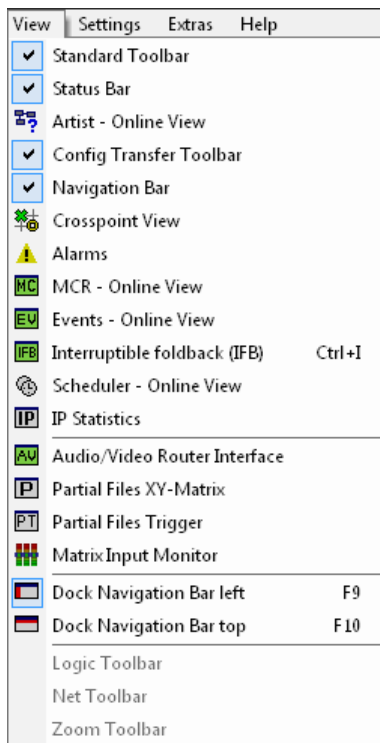 View Settings Extras Help
Standard Toolbar
Status Bar
Artist - Online View
Config Transfer Toolbar
Navigation Bar
Crosspoint View
Alarms
MC MCR - Online View
EV Events - Online View
IFB Interruptible foldback (IFB) Ctrl+I
Scheduler - Online View
IP IP Statistics
AV Audio/Video Router Interface
P Partial Files XY-Matrix
PT Partial Files Trigger
Matrix Input Monitor
Dock Navigation Bar left F9
Dock Navigation Bar top F10
Logic Toolbar
Net Toolbar
Zoom Toolbar